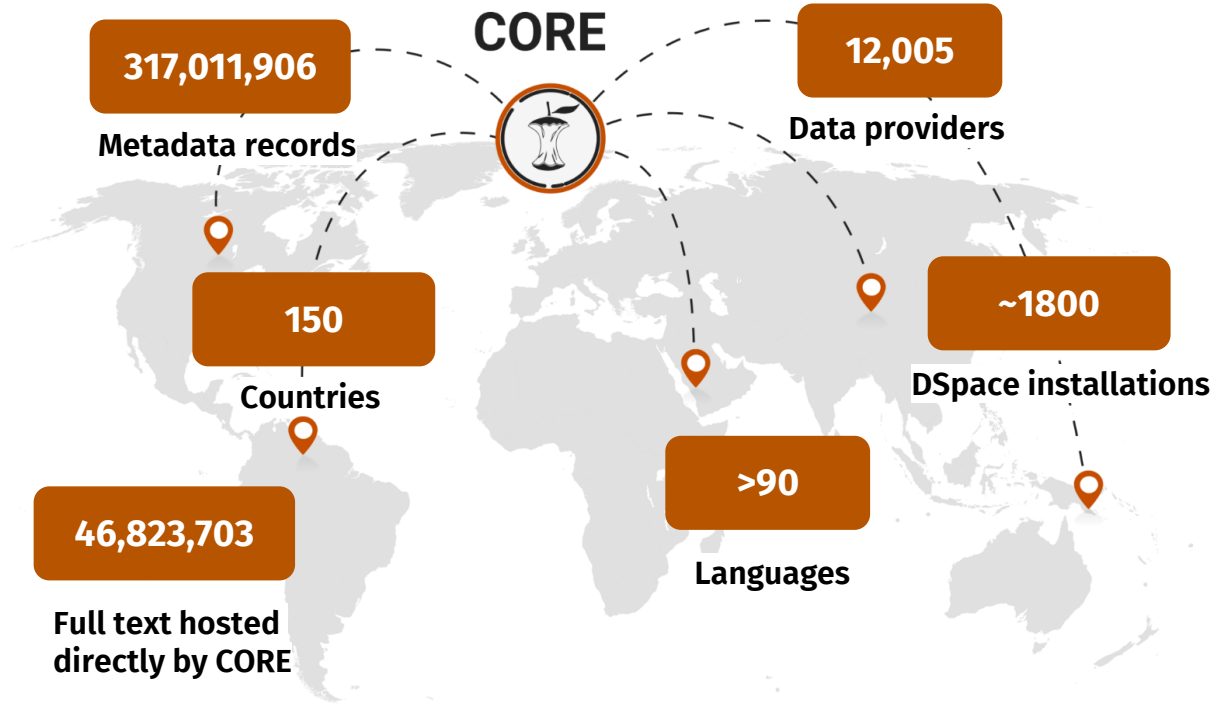 CORE
317,011,906
Metadata records
12,005
Data providers
150
Countries
~1800
DSpace installations
>90
Languages
46,823,703
Full text hosted
directly by CORE